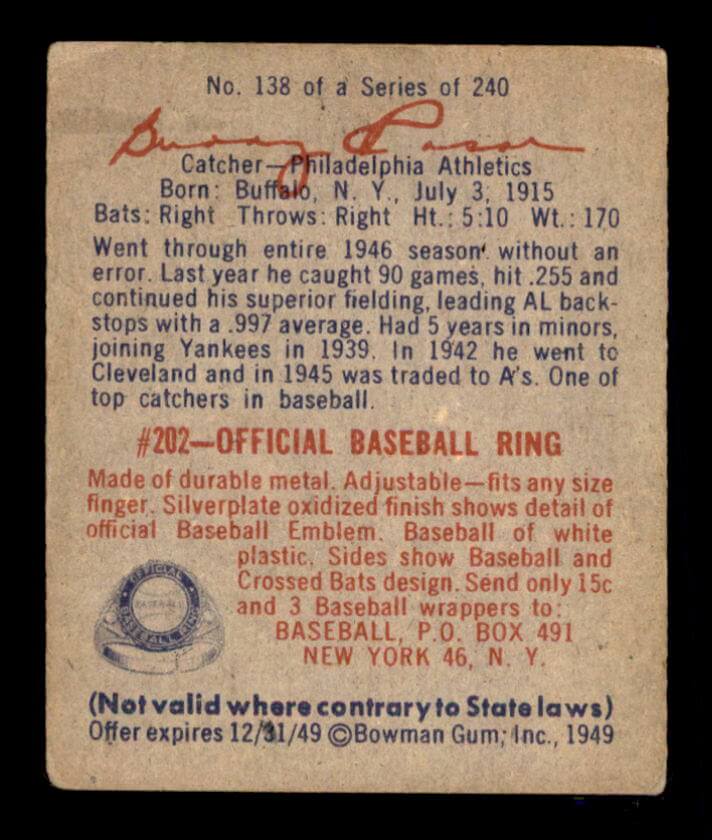 No. 138 of a Series of 240
Buddy Rosar
Catcher—Philadelphia Athletics
Born: Buffalo, N. Y., July 3, 1915
Bats: Right Throws: Right Ht.: 5:10 Wt.: 170
Went through entire 1946 season without an
error. Last year he caught 90 games, hit .255 and
continued his superior fielding, leading AL back-
stops with a .997 average. Had 5 years in minors,
joining Yankees in 1939. In 1942 he went to
Cleveland and in 1945 was traded to A's. One of
top catchers in baseball.
#202—OFFICIAL BASEBALL RING
Made of durable metal. Adjustable—fits any size
finger. Silverplate oxidized finish shows detail of
official Baseball Emblem. Baseball of white
plastic. Sides show Baseball and
Crossed Bats design. Send only 15c
and 3 Baseball wrappers to:
BASEBALL, P.O. BOX 491
NEW YORK 46, N. Y.
OFFICIAL
BASEBALL
BASEBALL RING
(Not valid where contrary to State laws)
Offer expires 12/31/49 ©Bowman Gum, Inc., 1949